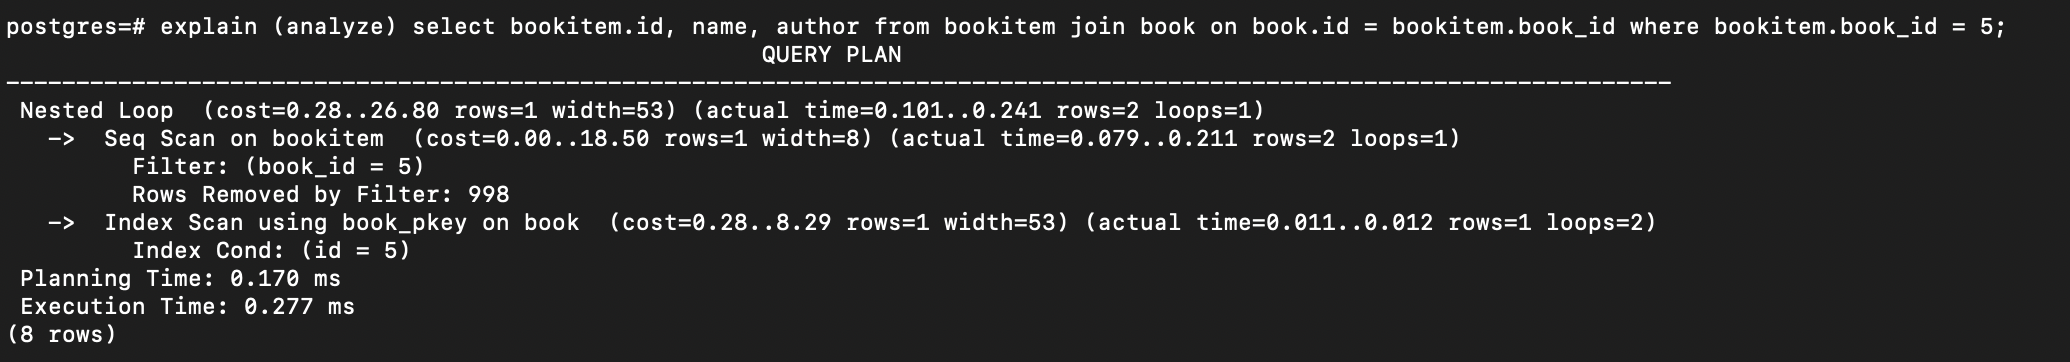 postgres=# explain (analyze) select bookitem.id, name, author from bookitem join book on book.id = bookitem.book_id where bookitem.book_id = 5;
QUERY PLAN
-----------------------------------------------------------------------------------------------------------------------
Nested Loop  (cost=0.28..26.80 rows=1 width=53) (actual time=0.101..0.241 rows=2 loops=1)
  ->  Seq Scan on bookitem  (cost=0.00..18.50 rows=1 width=8) (actual time=0.079..0.211 rows=2 loops=1)
        Filter: (book_id = 5)
        Rows Removed by Filter: 998
  ->  Index Scan using book_pkey on book  (cost=0.28..8.29 rows=1 width=53) (actual time=0.011..0.012 rows=1 loops=2)
        Index Cond: (id = 5)
Planning Time: 0.170 ms
Execution Time: 0.277 ms
(8 rows)